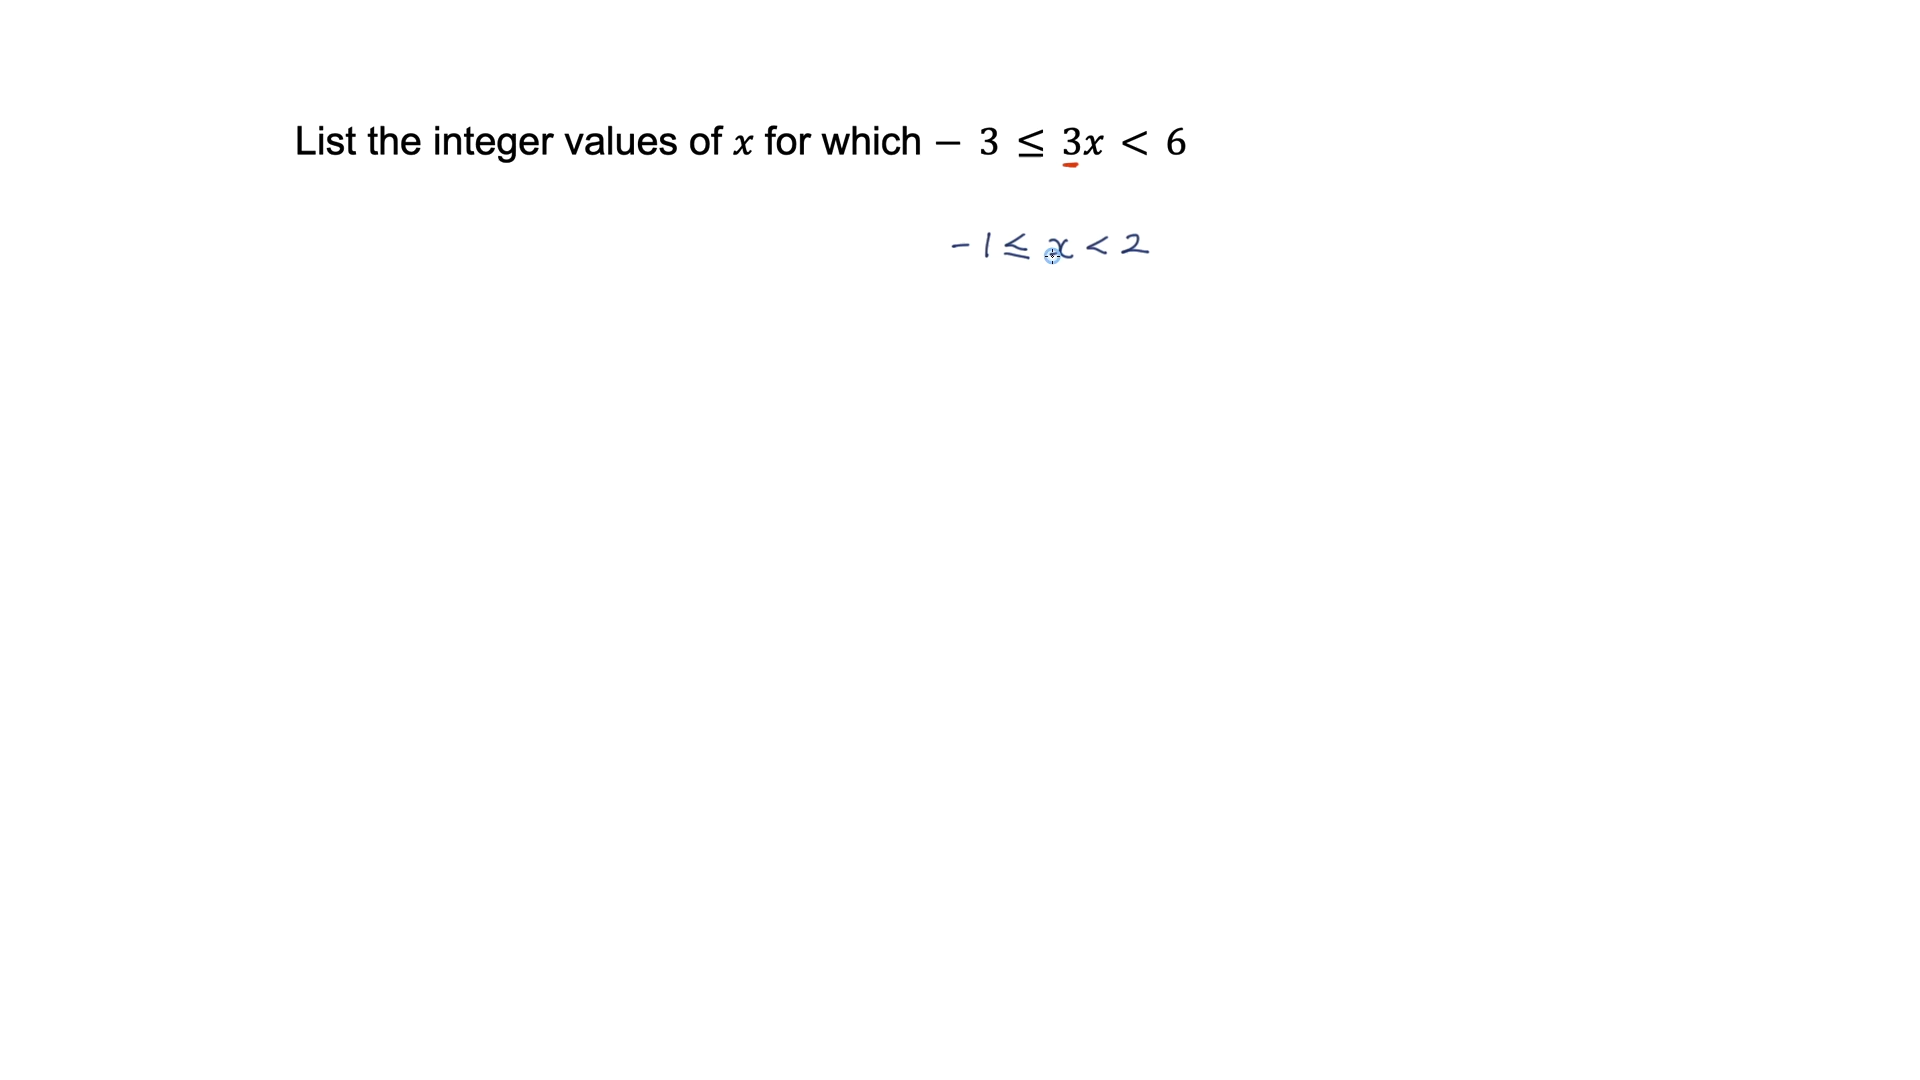 List the integer values of x for which − 3 ≤ 3x < 6
-1 ≤ x < 2